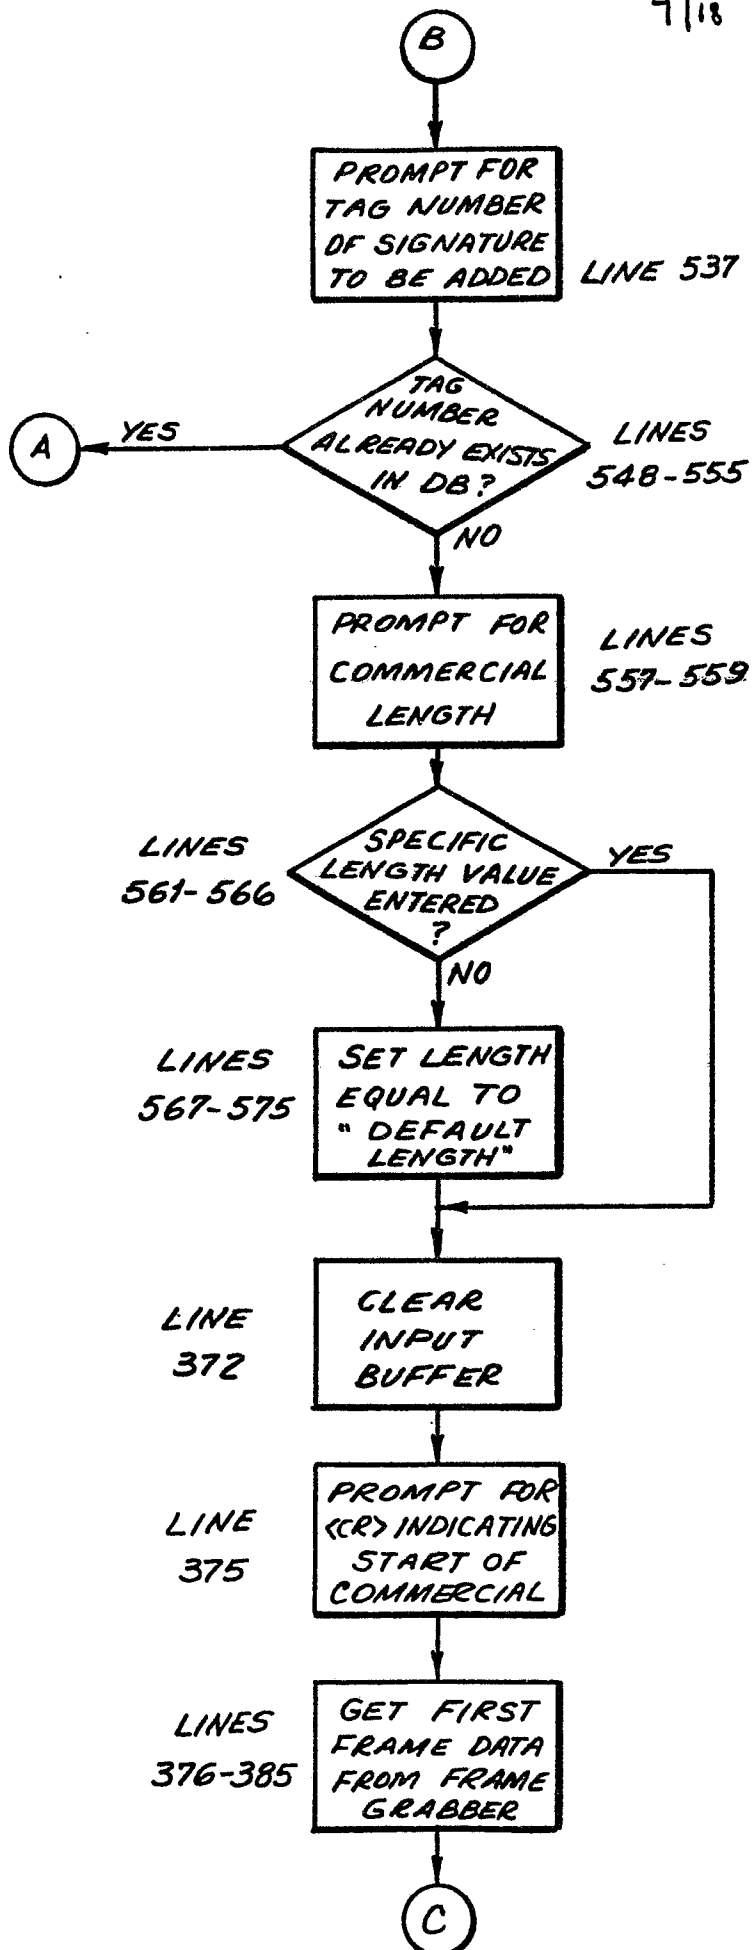 7/18
B
PROMPT FOR
TAG NUMBER
OF SIGNATURE
TO BE ADDED
LINE 537
TAG
NUMBER
ALREADY EXISTS
IN DB?
LINES
548-555
YES
A
NO
PROMPT FOR
COMMERCIAL
LENGTH
LINES
557-559
SPECIFIC
LENGTH VALUE
ENTERED
?
LINES
561-566
YES
NO
SET LENGTH
EQUAL TO
"DEFAULT
LENGTH"
LINES
567-575
CLEAR
INPUT
BUFFER
LINE
372
PROMPT FOR
<CR> INDICATING
START OF
COMMERCIAL
LINE
375
GET FIRST
FRAME DATA
FROM FRAME
GRABBER
LINES
376-385
C